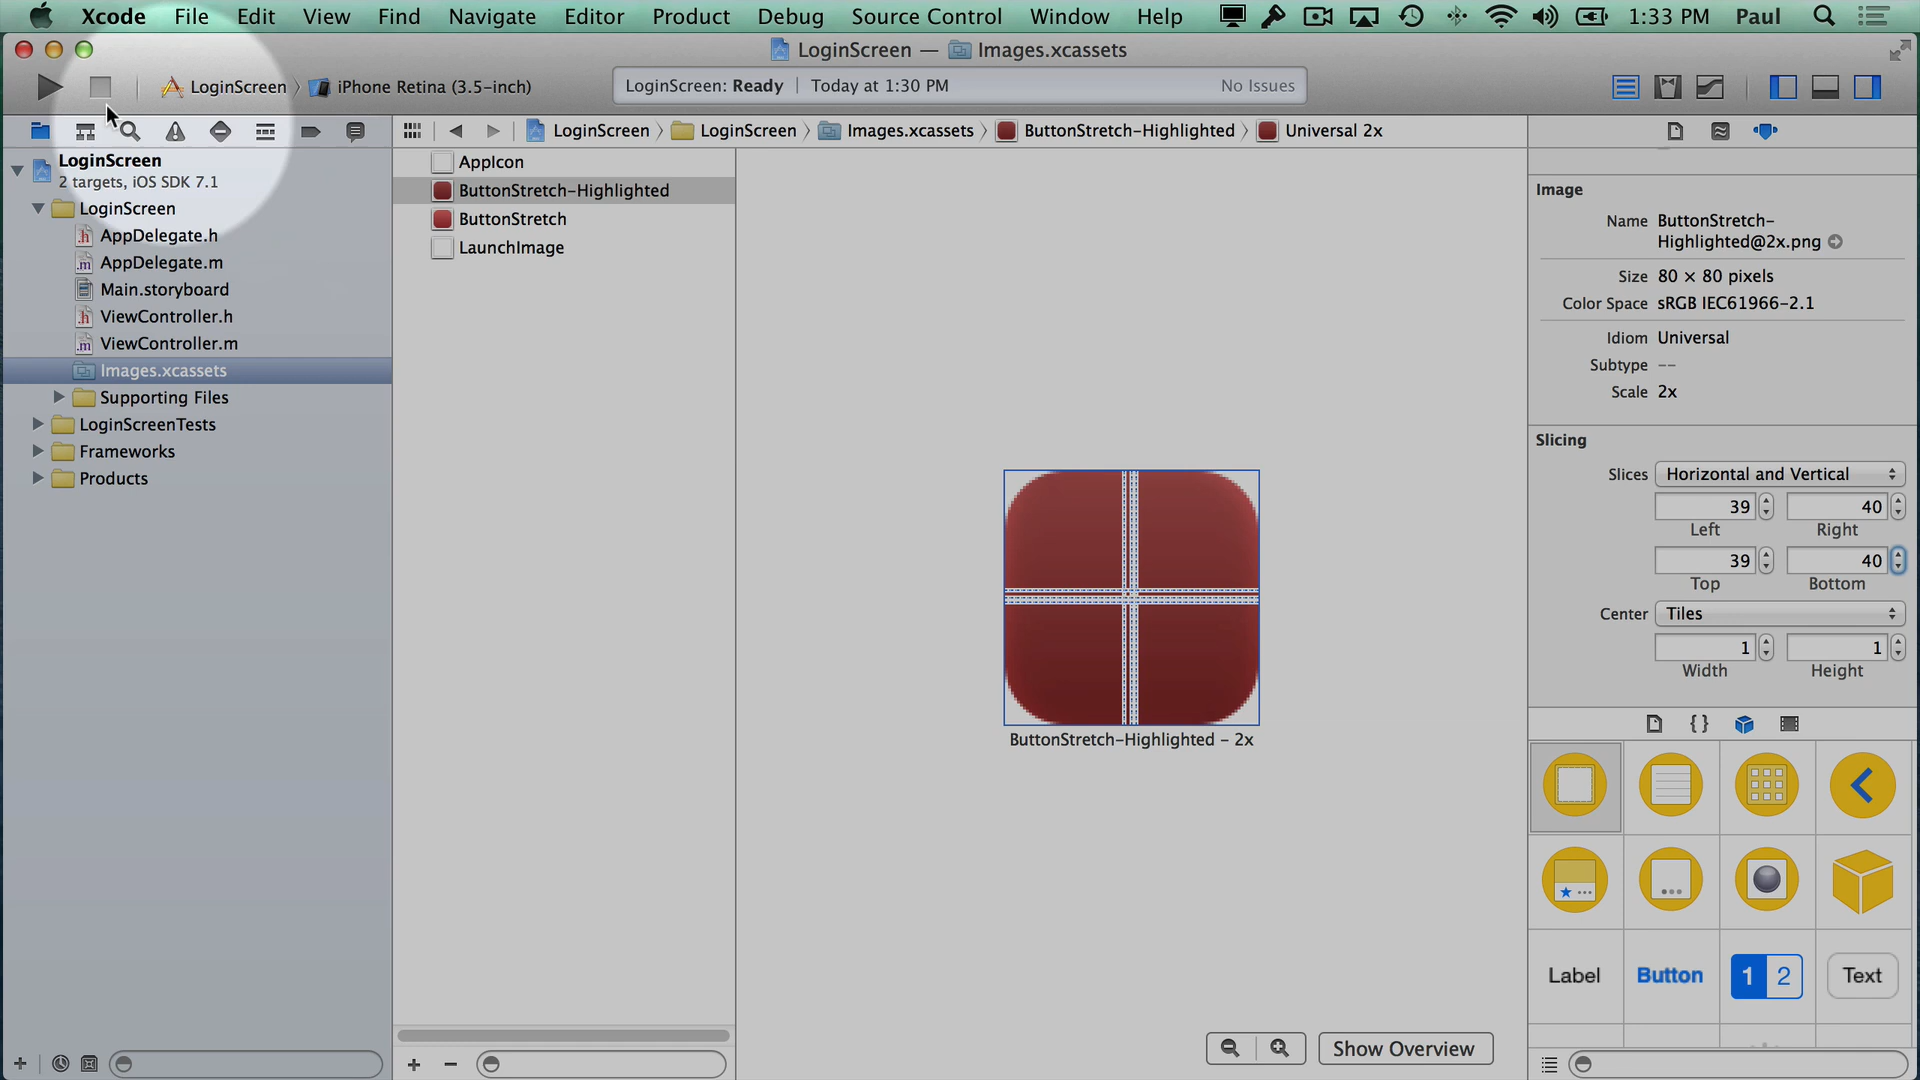 Xcode File Edit View Find Navigate Editor Product Debug Source Control Window Help 1:33 PM Paul
LoginScreen — Images.xcassets
LoginScreen iPhone Retina (3.5-inch)
LoginScreen: Ready Today at 1:30 PM No Issues
LoginScreen LoginScreen Images.xcassets ButtonStretch-Highlighted Universal 2x
LoginScreen
2 targets, iOS SDK 7.1
LoginScreen
AppDelegate.h
AppDelegate.m
Main.storyboard
ViewController.h
ViewController.m
Images.xcassets
Supporting Files
LoginScreenTests
Frameworks
Products
AppIcon
ButtonStretch-Highlighted
ButtonStretch
LaunchImage
ButtonStretch-Highlighted - 2x
Show Overview
Image
Name ButtonStretch-
Highlighted@2x.png
Size 80 × 80 pixels
Color Space sRGB IEC61966-2.1
Idiom Universal
Subtype --
Scale 2x
Slicing
Slices Horizontal and Vertical
39 40
Left Right
39 40
Top Bottom
Center Tiles
1 1
Width Height
{ }
Label Button 1 2 Text